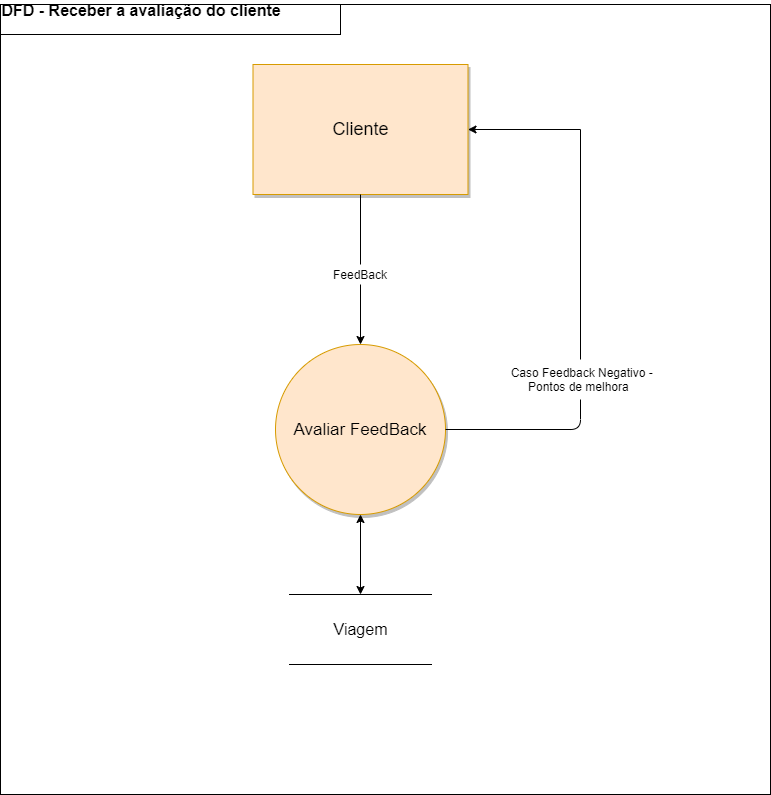 DFD - Receber a avaliação do cliente
Cliente
FeedBack
Caso Feedback Negativo -
Pontos de melhora
Avaliar FeedBack
Viagem